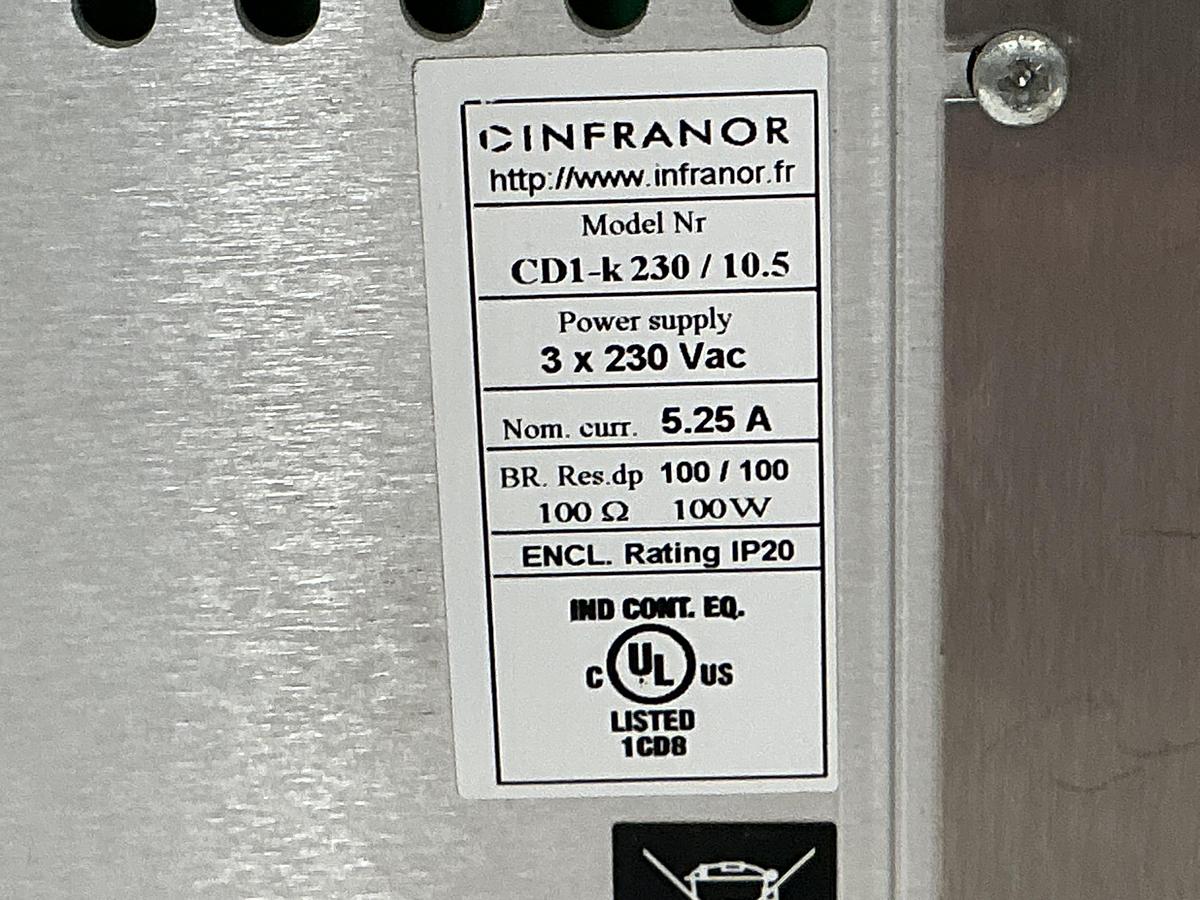 INFRANOR
http://www.infranor.fr
Model Nr
CD1-k 230 / 10.5
Power supply
3 x 230 Vac
Nom. curr. 5.25 A
BR. Res.dp 100 / 100
100 Ω 100W
ENCL. Rating IP20
IND CONT. EQ.
C UL US
LISTED
1CD8